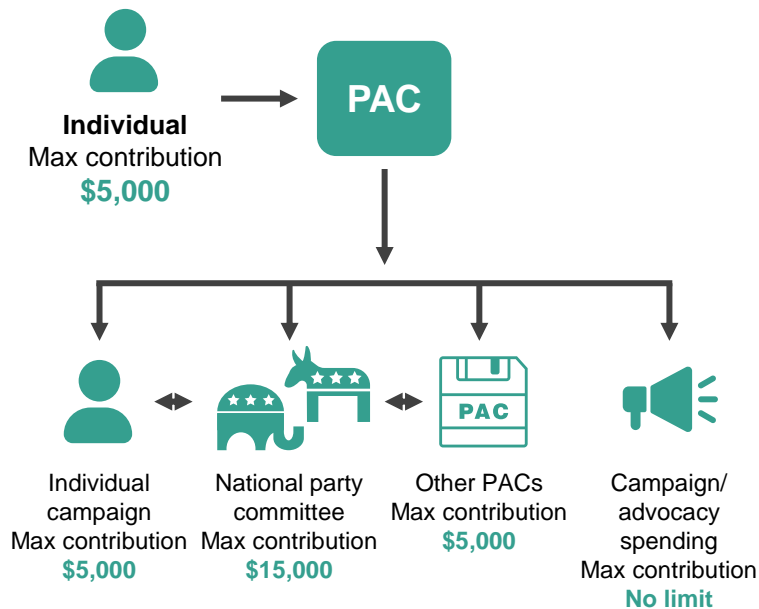 PAC
Individual
Max contribution
$5,000
PAC
Individual
campaign
Max contribution
$5,000
National party
committee
Max contribution
$15,000
Other PACs
Max contribution
$5,000
Campaign/
advocacy
spending
Max contribution
No limit